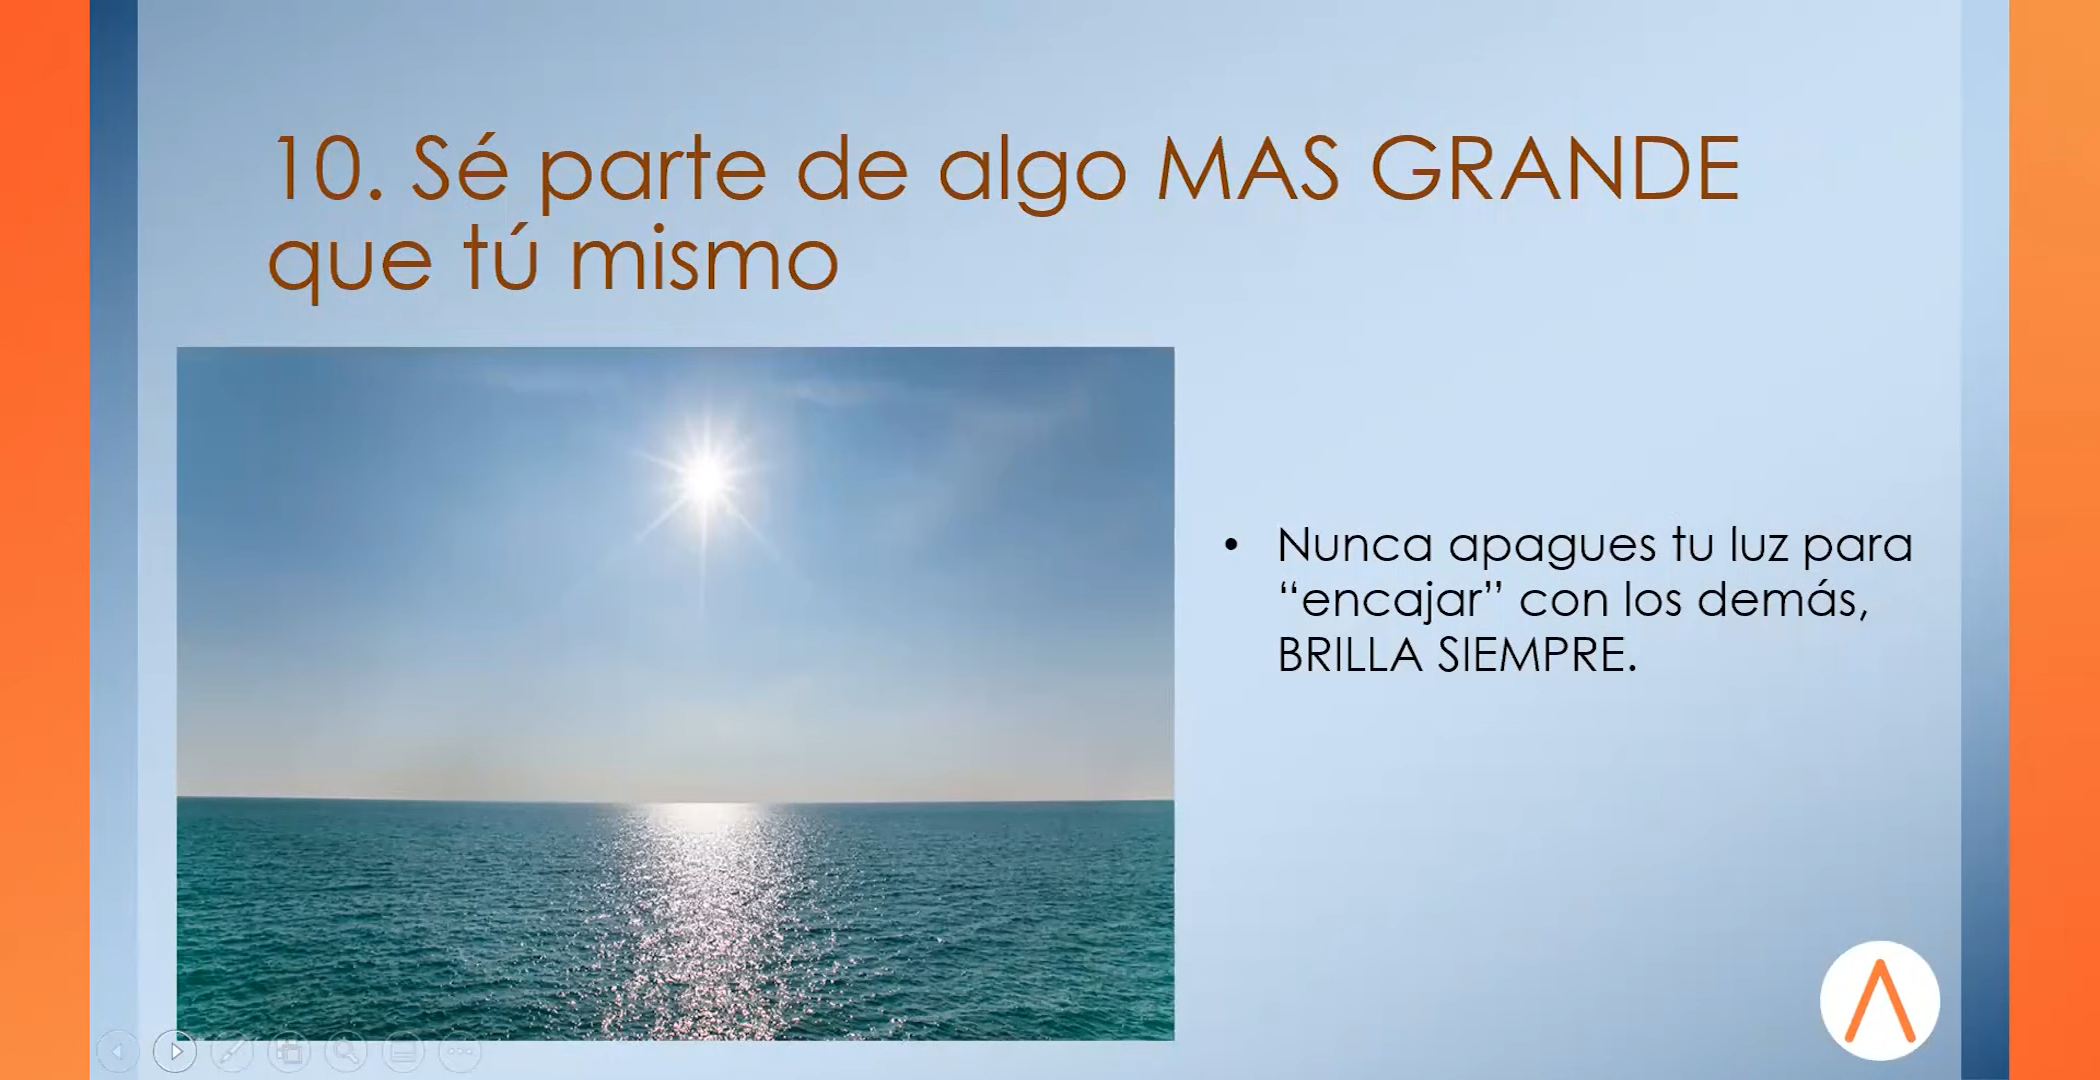 10. Sé parte de algo MAS GRANDE
que tú mismo
• Nunca apagues tu luz para
“encajar” con los demás,
BRILLA SIEMPRE.